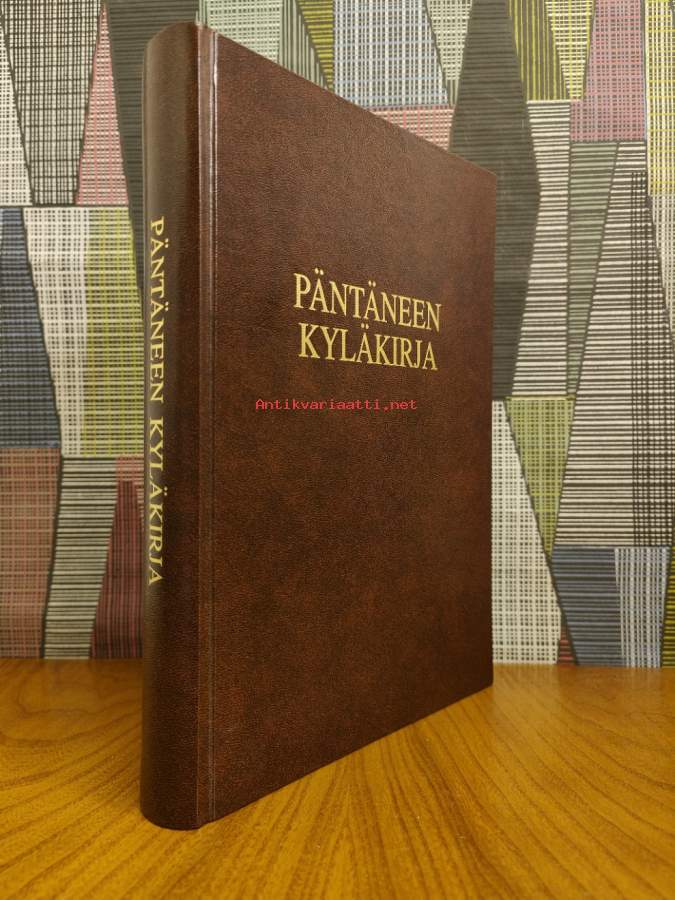 PÄNTÄNEEN KYLÄKIRJA
PÄNTÄNEEN
KYLÄKIRJA
Antikvariaatti.net